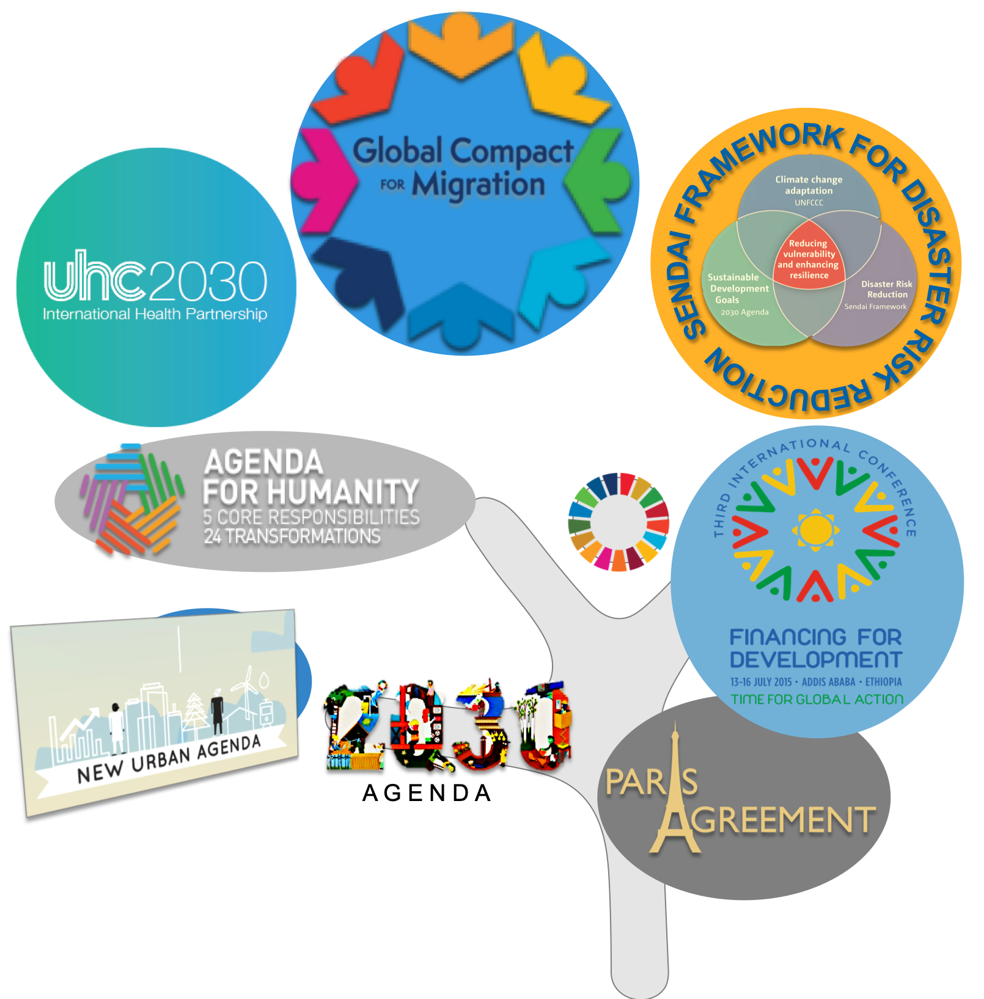 Global Compact
FOR Migration
uhc2030
International Health Partnership
SENDAI FRAMEWORK FOR DISASTER RISK REDUCTION
Climate change
adaptation
UNFCCC
Reducing
vulnerability
and enhancing
resilience
Sustainable
Development
Goals
2030 Agenda
Disaster Risk
Reduction
Sendai Framework
AGENDA
FOR HUMANITY
5 CORE RESPONSIBILITIES
24 TRANSFORMATIONS
THIRD INTERNATIONAL CONFERENCE
FINANCING FOR
DEVELOPMENT
13-16 JULY 2015 • ADDIS ABABA • ETHIOPIA
TIME FOR GLOBAL ACTION
NEW URBAN AGENDA
2030
AGENDA
PARIS
AGREEMENT